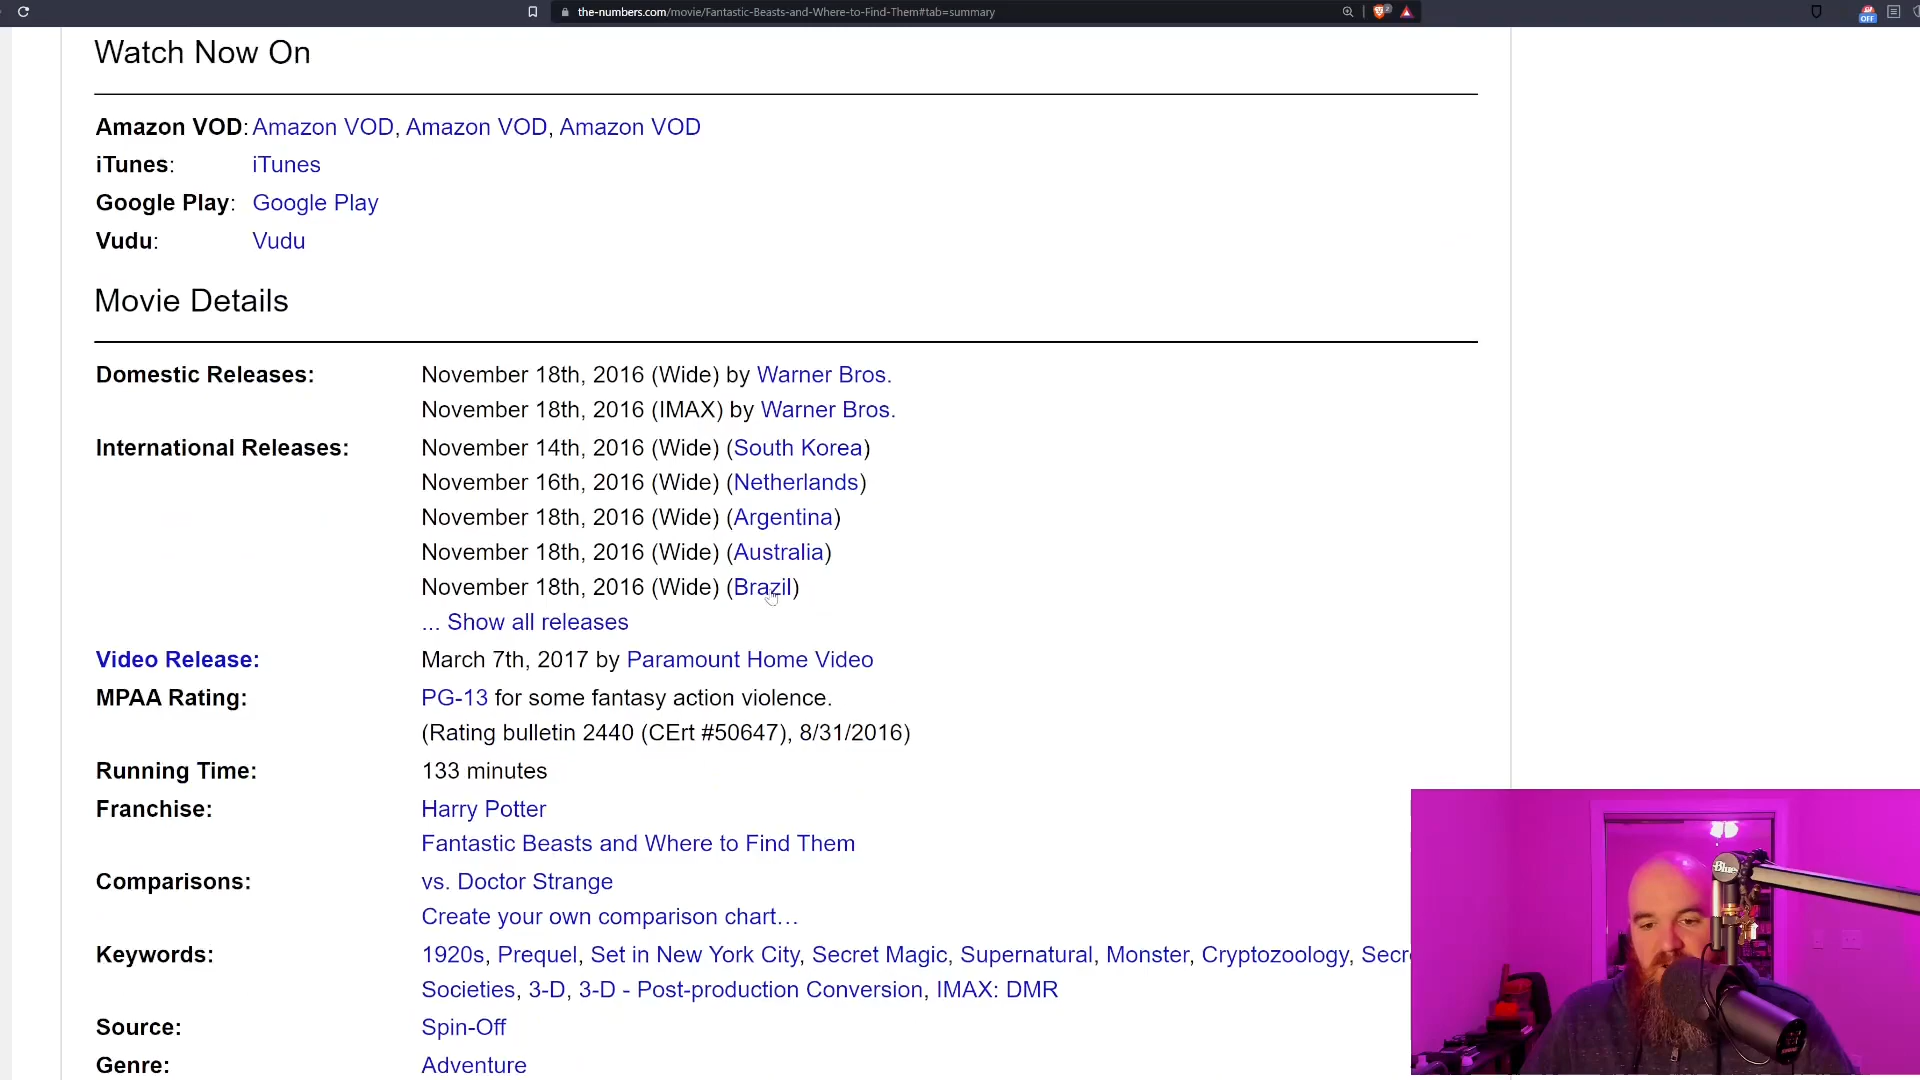 the-numbers.com/movie/Fantastic-Beasts-and-Where-to-Find-Them#tab=summary
OFF
Watch Now On
Amazon VOD: Amazon VOD, Amazon VOD, Amazon VOD
iTunes: iTunes
Google Play: Google Play
Vudu: Vudu
Movie Details
Domestic Releases: November 18th, 2016 (Wide) by Warner Bros.
November 18th, 2016 (IMAX) by Warner Bros.
International Releases: November 14th, 2016 (Wide) (South Korea)
November 16th, 2016 (Wide) (Netherlands)
November 18th, 2016 (Wide) (Argentina)
November 18th, 2016 (Wide) (Australia)
November 18th, 2016 (Wide) (Brazil)
... Show all releases
Video Release: March 7th, 2017 by Paramount Home Video
MPAA Rating: PG-13 for some fantasy action violence.
(Rating bulletin 2440 (CErt #50647), 8/31/2016)
Running Time: 133 minutes
Franchise: Harry Potter
Fantastic Beasts and Where to Find Them
Comparisons: vs. Doctor Strange
Create your own comparison chart…
Keywords: 1920s, Prequel, Set in New York City, Secret Magic, Supernatural, Monster, Cryptozoology, Secr
Societies, 3-D, 3-D - Post-production Conversion, IMAX: DMR
Source: Spin-Off
Genre: Adventure
Blue